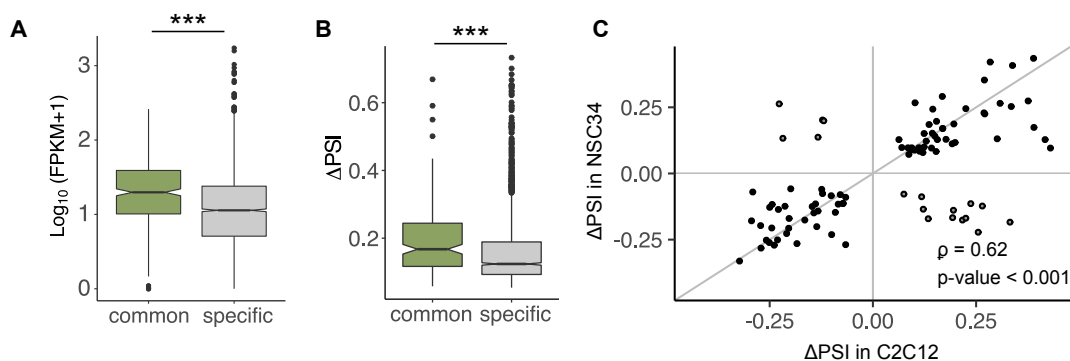 A
***
Log₁₀ (FPKM+1)
3
2
1
0
common specific
B
***
ΔPSI
0.6
0.4
0.2
common specific
C
ΔPSI in NSC34
0.25
0.00
-0.25
ρ = 0.62
p-value < 0.001
-0.25 0.00 0.25
ΔPSI in C2C12